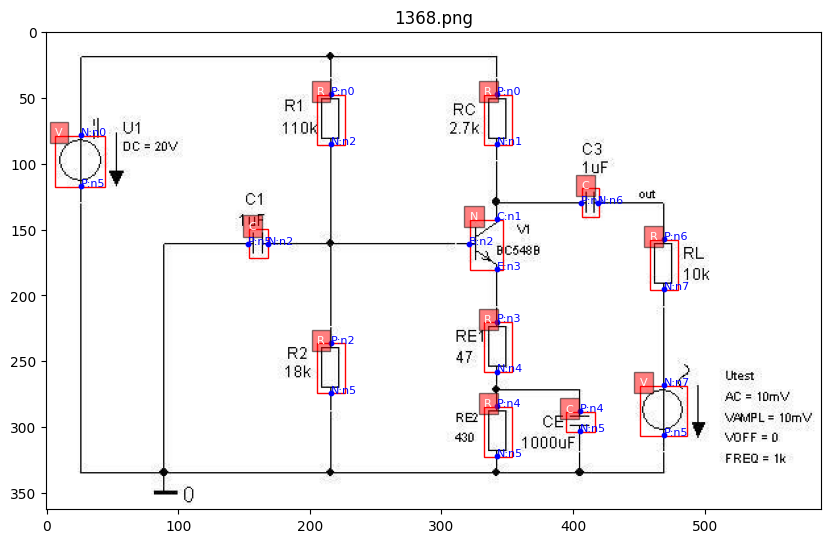 1368.png
0
50
100
150
200
250
300
350
0
100
200
300
400
500
V
N:n0
P:n5
U1
DC = 20V
R
P:n0
R1
110k
N:n2
R
P:n0
RC
2.7k
N:n1
C3
1uF
C
N:n6
out
C1
1uF
N:n2
N
C:n1
B:n2
E:n3
V1
BC548B
R
P:n6
RL
10k
N:n7
R
P:n2
R2
18k
N:n5
R
P:n3
RE1
47
N:n4
R
P:n4
RE2
430
N:n5
C
P:n4
CE
N:n5
1000uF
V
N:n7
P:n5
Utest
AC = 10mV
VAMPL = 10mV
VOFF = 0
FREQ = 1k
0